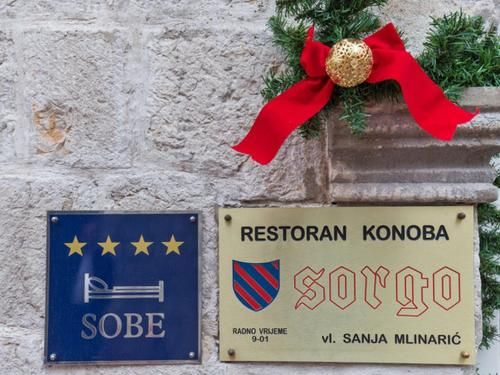 SOBE
RESTORAN KONOBA
sorgo
RADNO VRIJEME
9-01
vl. SANJA MLINARIĆ